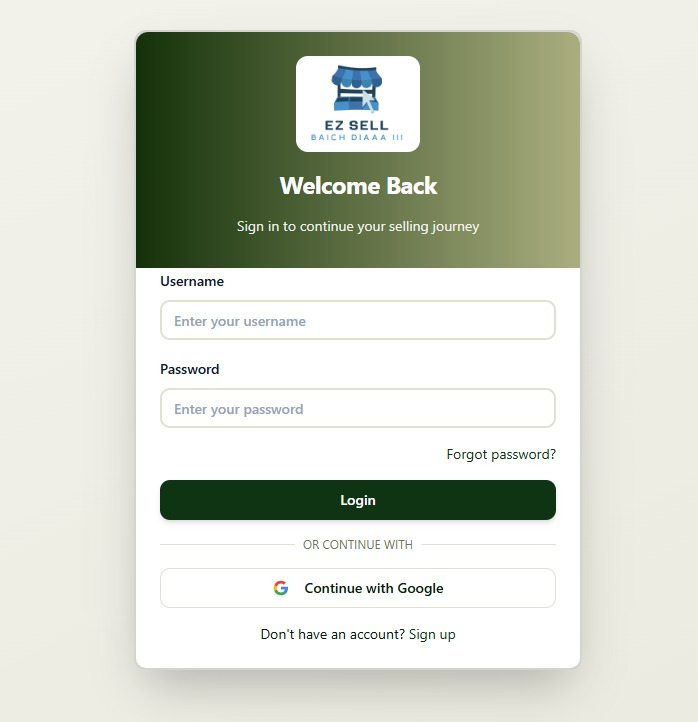 EZ SELL
BAICH DIAAA !!!
Welcome Back
Sign in to continue your selling journey
Username
Enter your username
Password
Enter your password
Forgot password?
Login
OR CONTINUE WITH
Continue with Google
Don't have an account? Sign up